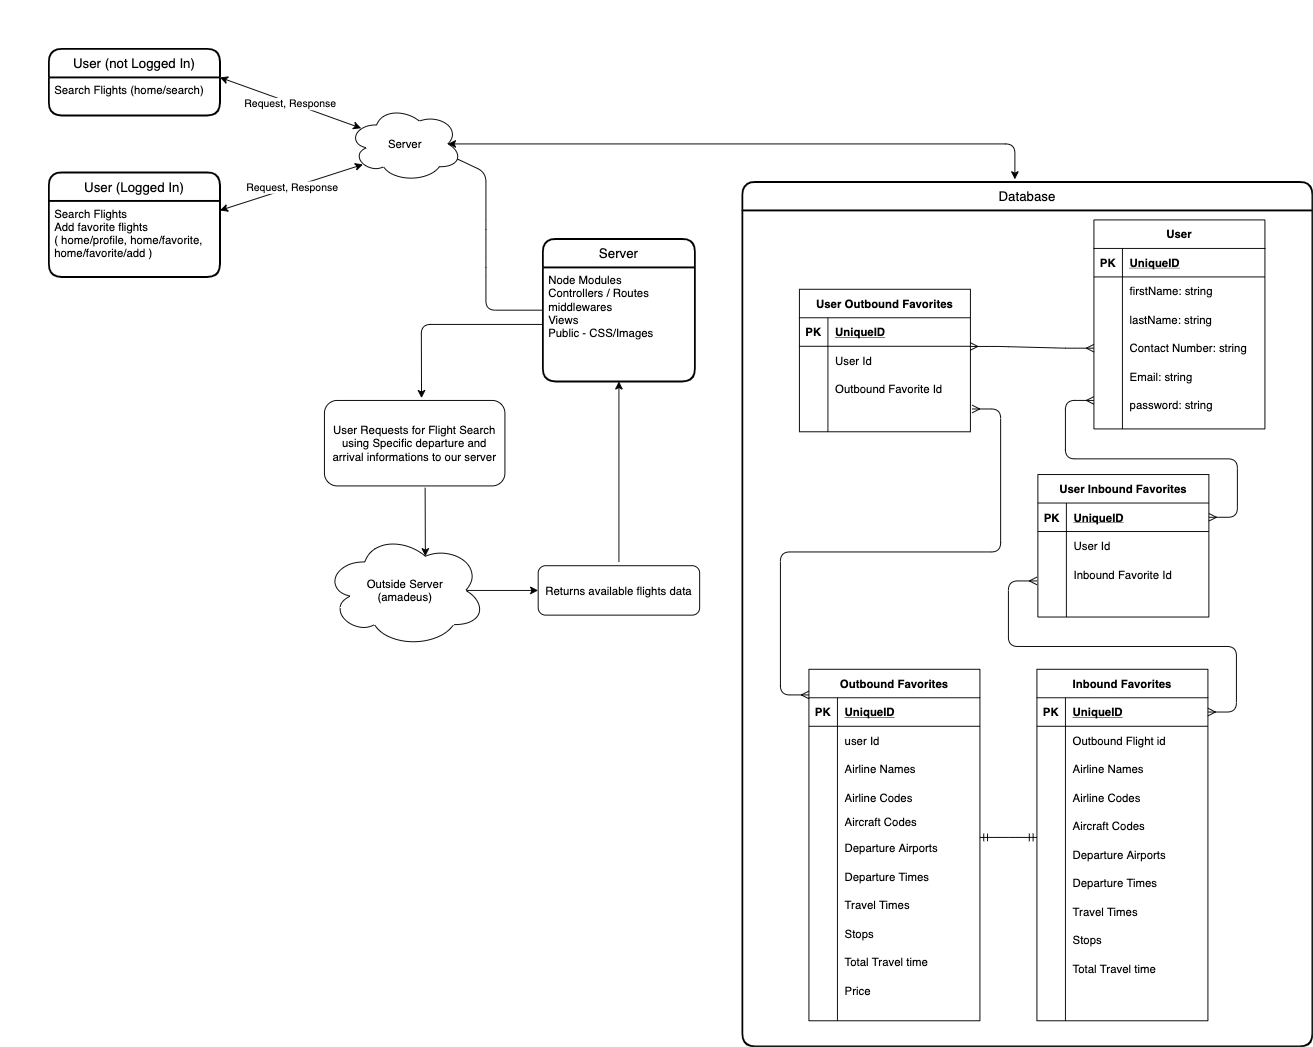 User (not Logged In)
Search Flights (home/search)
Request, Response
Server
User (Logged In)
Search Flights
Add favorite flights
( home/profile, home/favorite,
home/favorite/add )
Request, Response
Server
Node Modules
Controllers / Routes
middlewares
Views
Public - CSS/Images
User Requests for Flight Search
using Specific departure and
arrival informations to our server
Outside Server
(amadeus)
Returns available flights data
Database
User
PK UniqueID
firstName: string
lastName: string
Contact Number: string
Email: string
password: string
User Outbound Favorites
PK UniqueID
User Id
Outbound Favorite Id
User Inbound Favorites
PK UniqueID
User Id
Inbound Favorite Id
Outbound Favorites
PK UniqueID
user Id
Airline Names
Airline Codes
Aircraft Codes
Departure Airports
Departure Times
Travel Times
Stops
Total Travel time
Price
Inbound Favorites
PK UniqueID
Outbound Flight id
Airline Names
Airline Codes
Aircraft Codes
Departure Airports
Departure Times
Travel Times
Stops
Total Travel time